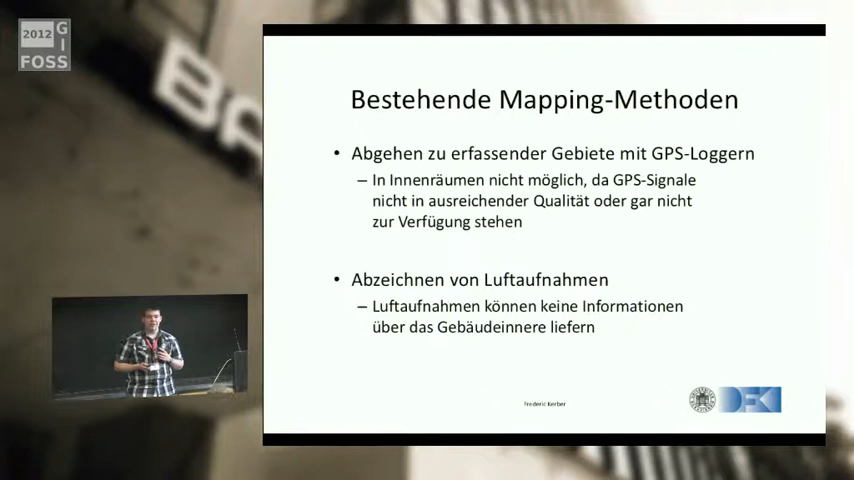 2012 G
I
FOSS
BA
Bestehende Mapping-Methoden
• Abgehen zu erfassender Gebiete mit GPS-Loggern
– In Innenräumen nicht möglich, da GPS-Signale
nicht in ausreichender Qualität oder gar nicht
zur Verfügung stehen
• Abzeichnen von Luftaufnahmen
– Luftaufnahmen können keine Informationen
über das Gebäudeinnere liefern
Frederic Kerber
DFKI